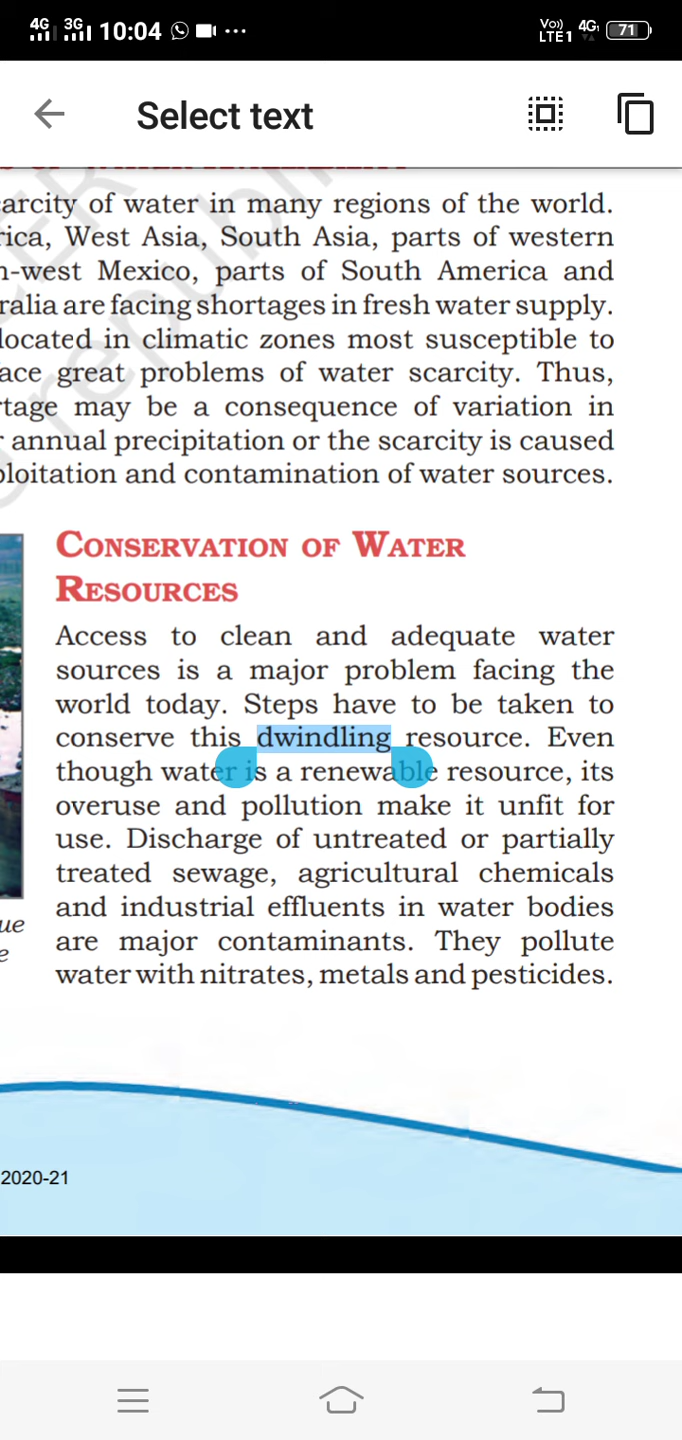 4G 3G 10:04 ... Vo)) LTE1 4G 71
Select text
arcity of water in many regions of the world.
rica, West Asia, South Asia, parts of western
-west Mexico, parts of South America and
ralia are facing shortages in fresh water supply.
located in climatic zones most susceptible to
ace great problems of water scarcity. Thus,
rtage may be a consequence of variation in
annual precipitation or the scarcity is caused
ploitation and contamination of water sources.
CONSERVATION OF WATER
RESOURCES
Access to clean and adequate water
sources is a major problem facing the
world today. Steps have to be taken to
conserve this dwindling resource. Even
though water is a renewable resource, its
overuse and pollution make it unfit for
use. Discharge of untreated or partially
treated sewage, agricultural chemicals
and industrial effluents in water bodies
are major contaminants. They pollute
water with nitrates, metals and pesticides.
ue
e
2020-21